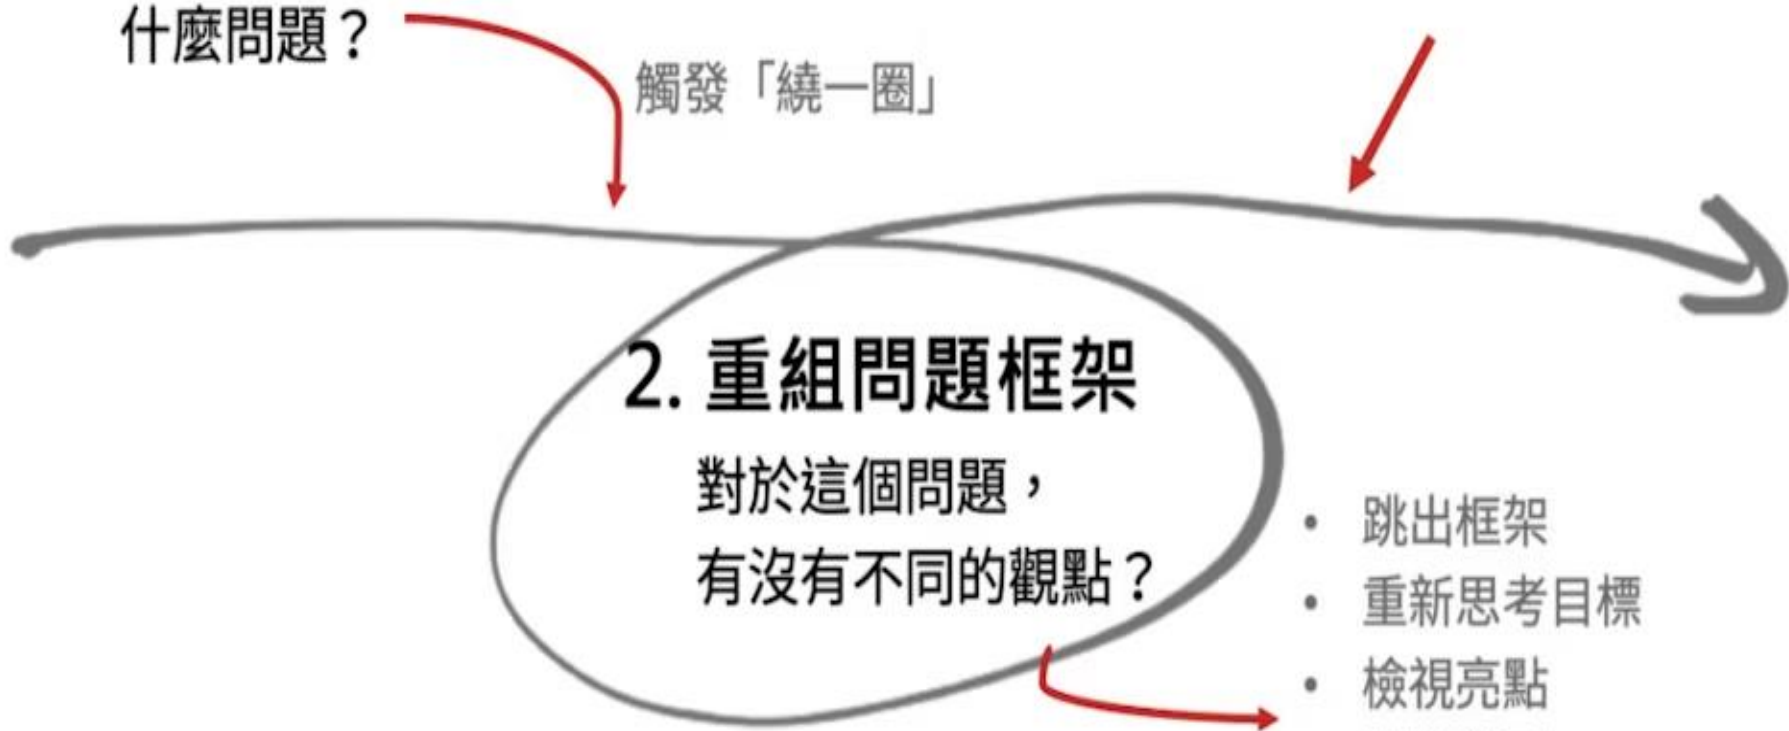 什麼問題？
觸發「繞一圈」
2. 重組問題框架
對於這個問題，
有沒有不同的觀點？
• 跳出框架
• 重新思考目標
• 檢視亮點